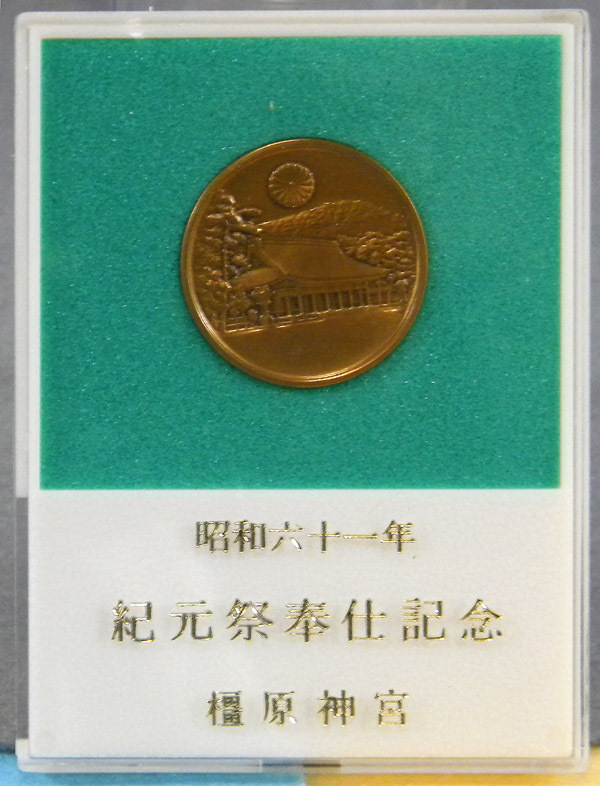 昭和六十一年
紀元祭奉仕記念
橿原神宮